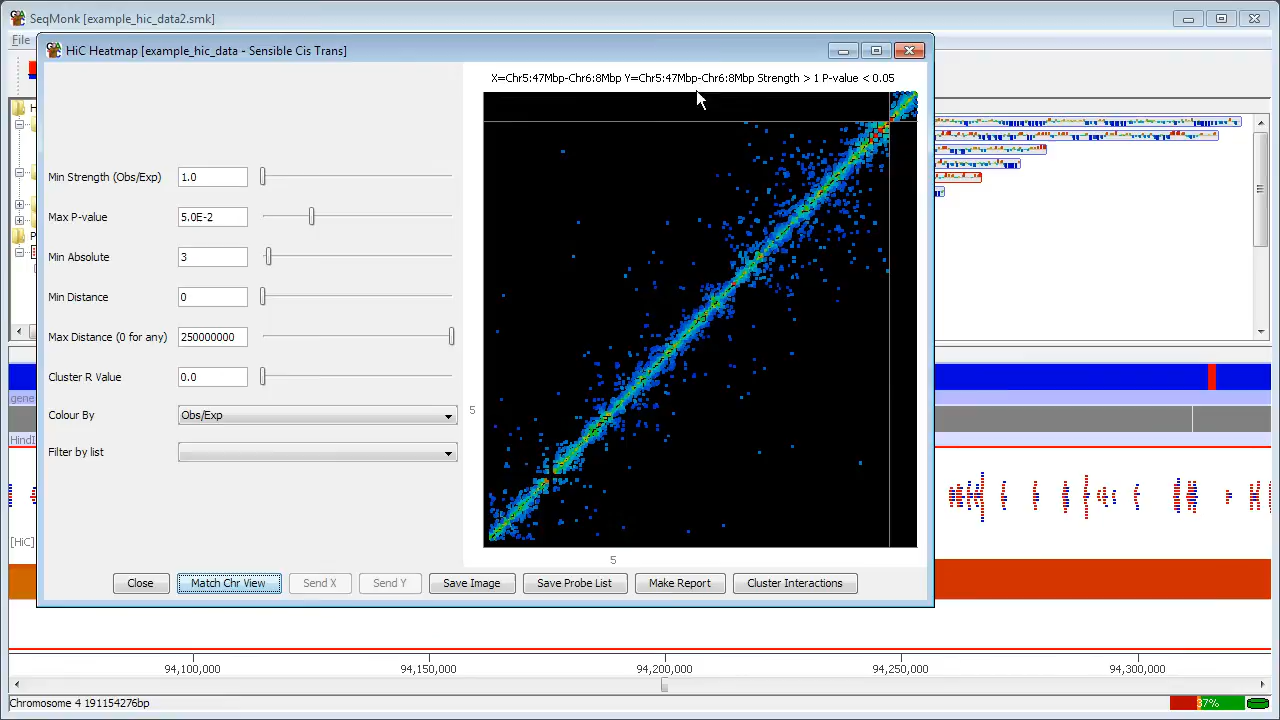 SeqMonk [example_hic_data2.smk]
File
HiC Heatmap [example_hic_data - Sensible Cis Trans]
X=Chr5:47Mbp-Chr6:8Mbp Y=Chr5:47Mbp-Chr6:8Mbp Strength > 1 P-value < 0.05
Min Strength (Obs/Exp) 1.0
Max P-value 5.0E-2
Min Absolute 3
Min Distance 0
Max Distance (0 for any) 250000000
Cluster R Value 0.0
Colour By Obs/Exp
Filter by list
5
5
gene
HindI
[HiC]
Close Match Chr View Send X Send Y Save Image Save Probe List Make Report Cluster Interactions
94,100,000 94,150,000 94,200,000 94,250,000 94,300,000
Chromosome 4 191154276bp
37%